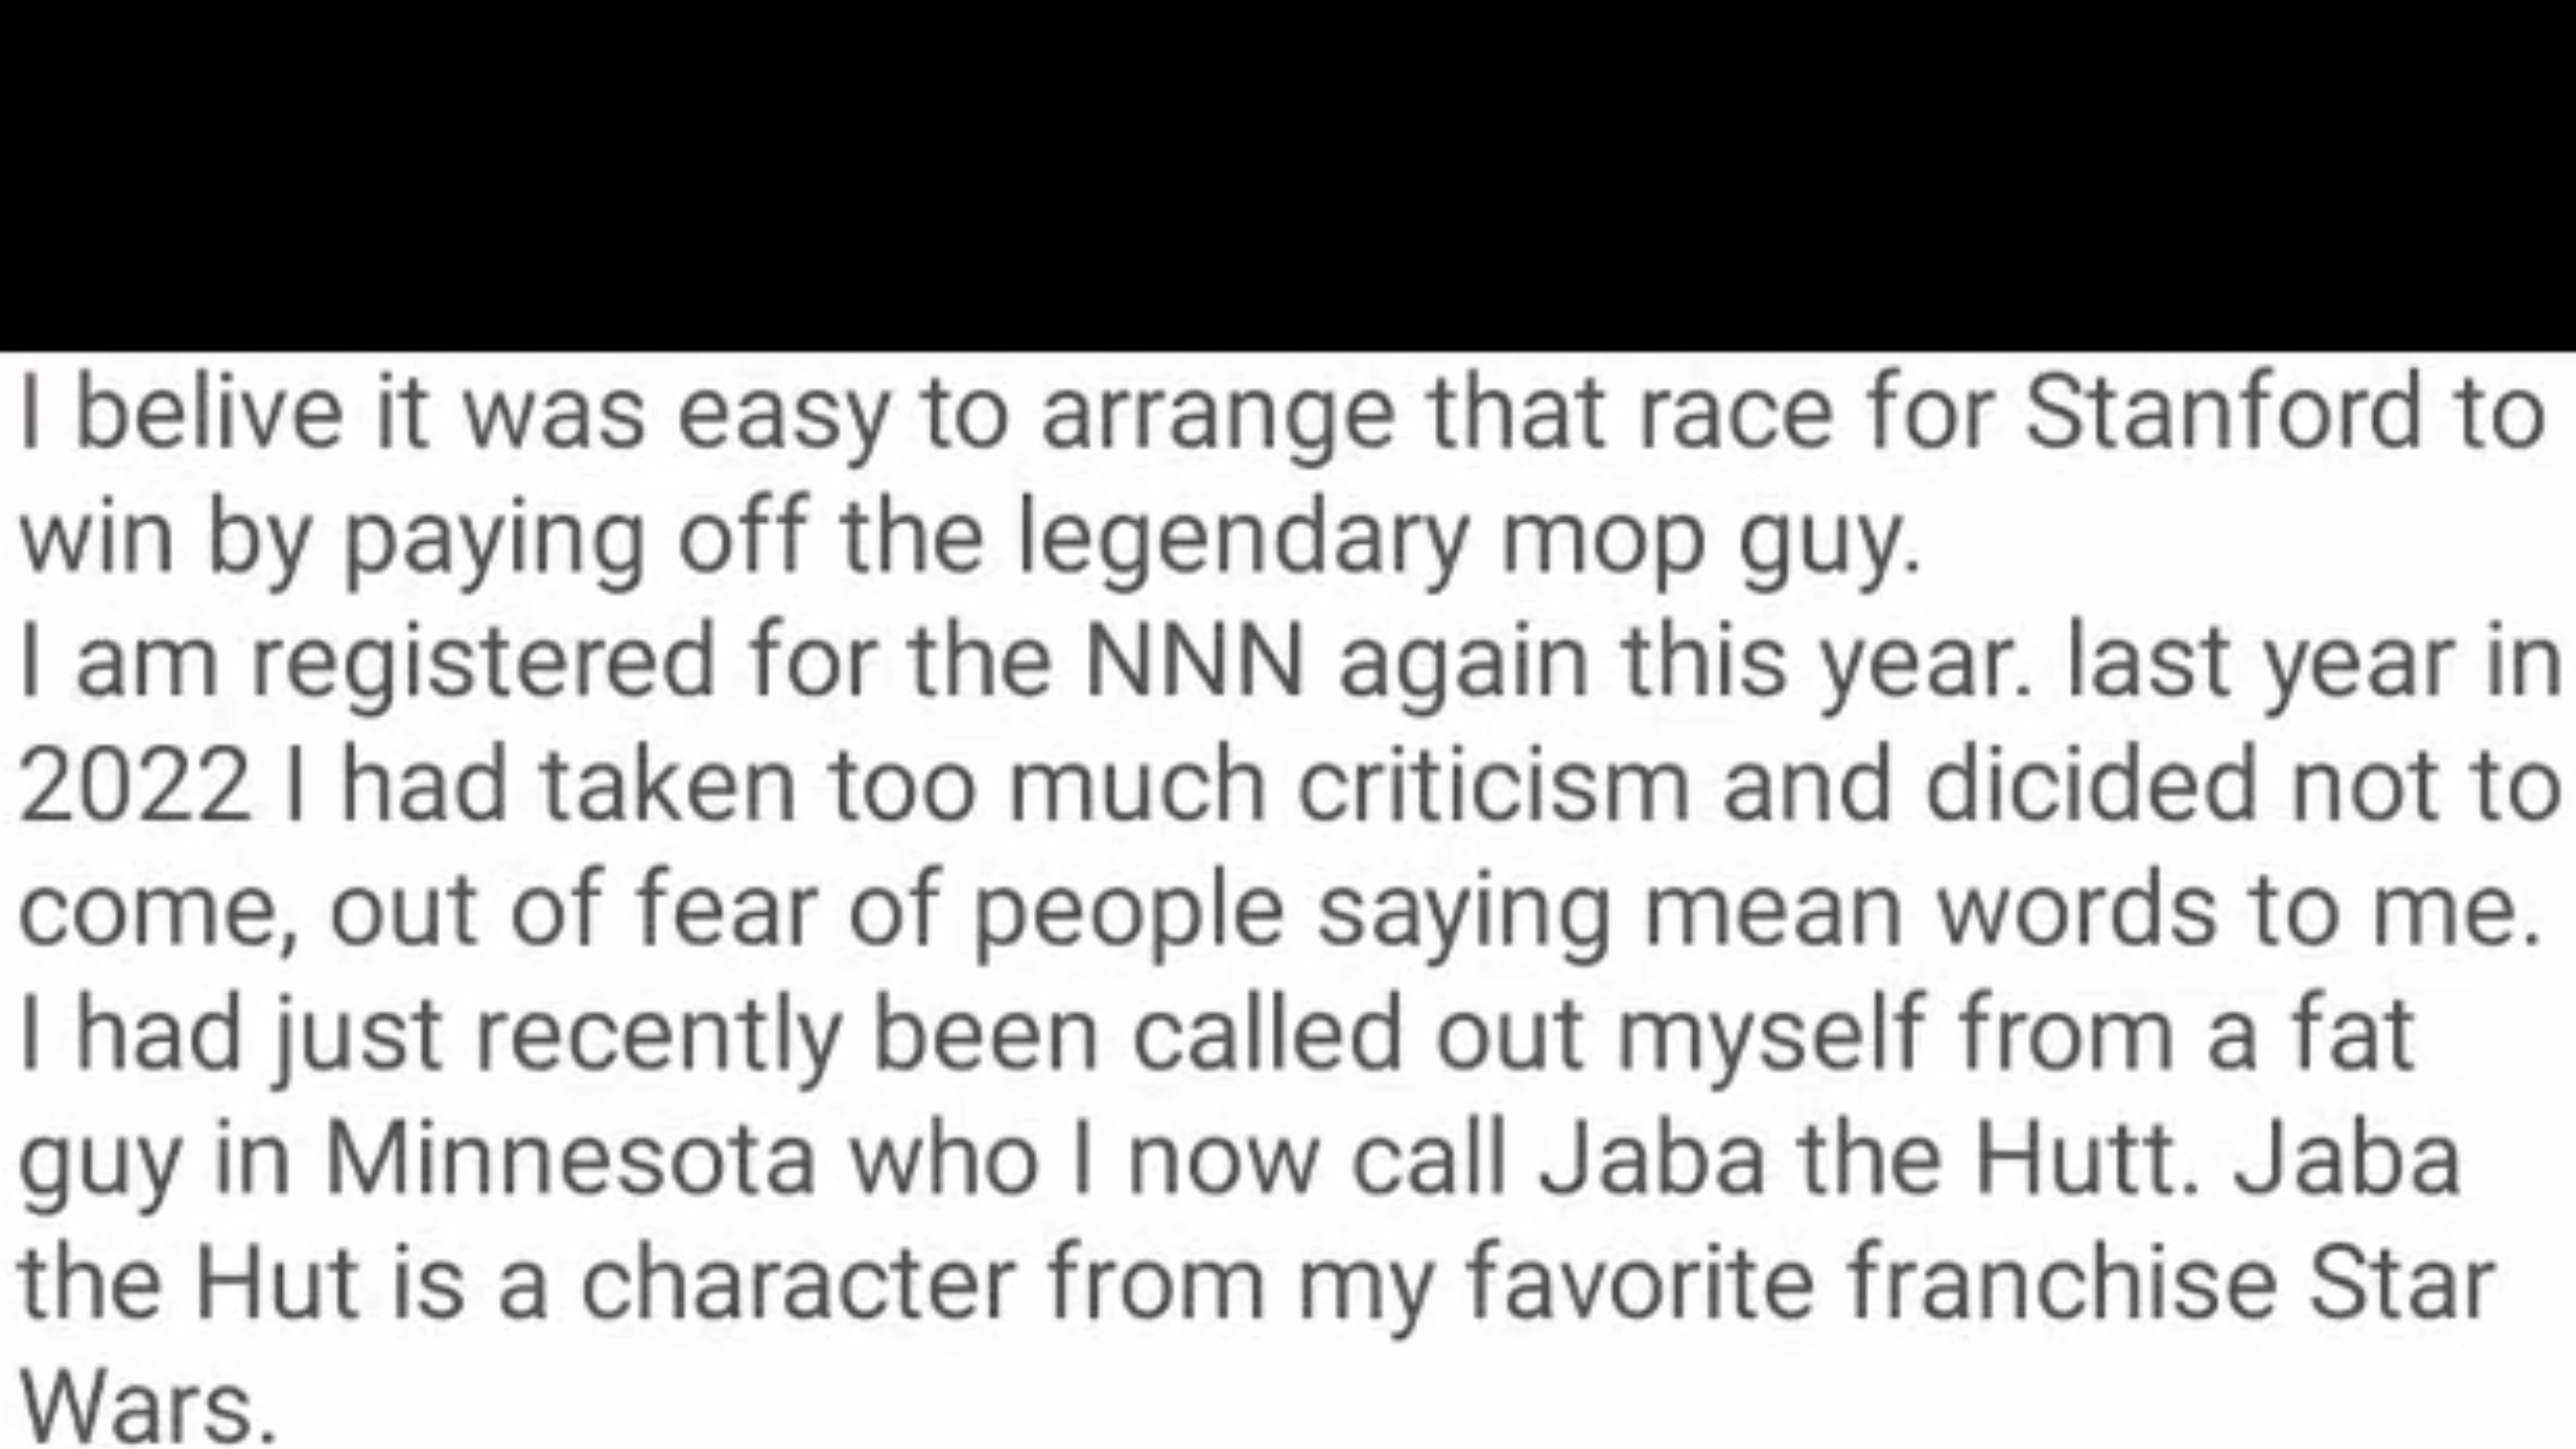 I belive it was easy to arrange that race for Stanford to
win by paying off the legendary mop guy.
I am registered for the NNN again this year. last year in
2022 I had taken too much criticism and dicided not to
come, out of fear of people saying mean words to me.
I had just recently been called out myself from a fat
guy in Minnesota who I now call Jaba the Hutt. Jaba
the Hut is a character from my favorite franchise Star
Wars.